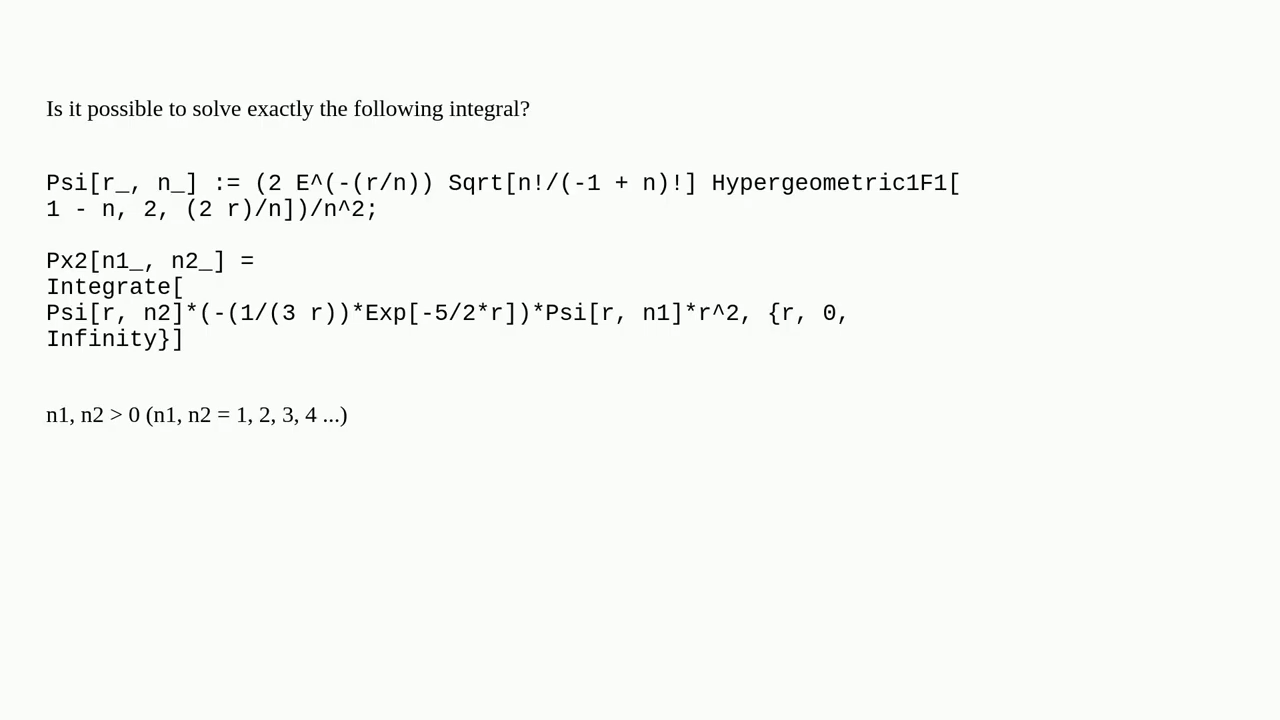 Is it possible to solve exactly the following integral?
Psi[r_, n_] := (2 E^(-(r/n)) Sqrt[n!/(-1 + n)!] Hypergeometric1F1[
1 - n, 2, (2 r)/n])/n^2;
Px2[n1_, n2_] =
Integrate[
Psi[r, n2]*(-(1/(3 r))*Exp[-5/2*r])*Psi[r, n1]*r^2, {r, 0,
Infinity}]
n1, n2 > 0 (n1, n2 = 1, 2, 3, 4 ...)